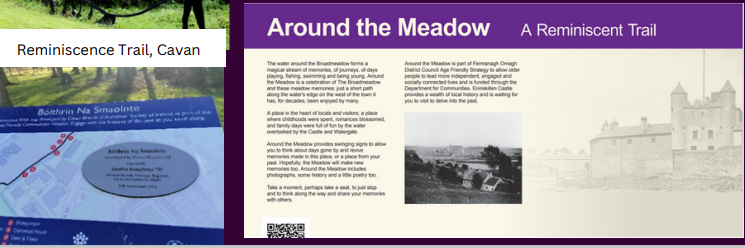 Reminiscence Trail, Cavan
Bóithrín Na Smaointe
Bóithrín Na Smaointe
Around the Meadow A Reminiscent Trail
The water around the Broadmeadow forms a
magical stream of memories, of journeys, of days
playing, fishing, swimming and being young. Around
the Meadow is a celebration of The Broadmeadow
and these meadow memories; just a short path
along the water's edge on the west of the town it
has, for decades, been enjoyed by many.
A place in the heart of locals and visitors; a place
where childhoods were spent, romances blossomed,
and family days were full of fun by the water
overlooked by the Castle and Watergate.
Around the Meadow provides swinging signs to allow
you to think about days gone by and revive
memories made in this place, or a place from your
past. Hopefully, the Meadow will make new
memories too. Around the Meadow includes
photographs, some history and a little poetry too.
Take a moment, perhaps take a seat, to just stop
and to think along the way and share your memories
with others.
Around the Meadow is part of Fermanagh Omagh
District Council Age Friendly Strategy to allow older
people to lead more independent, engaged and
socially connected lives and is funded through the
Department for Communities. Enniskillen Castle
provides a wealth of local history and is waiting for
you to visit to delve into the past.